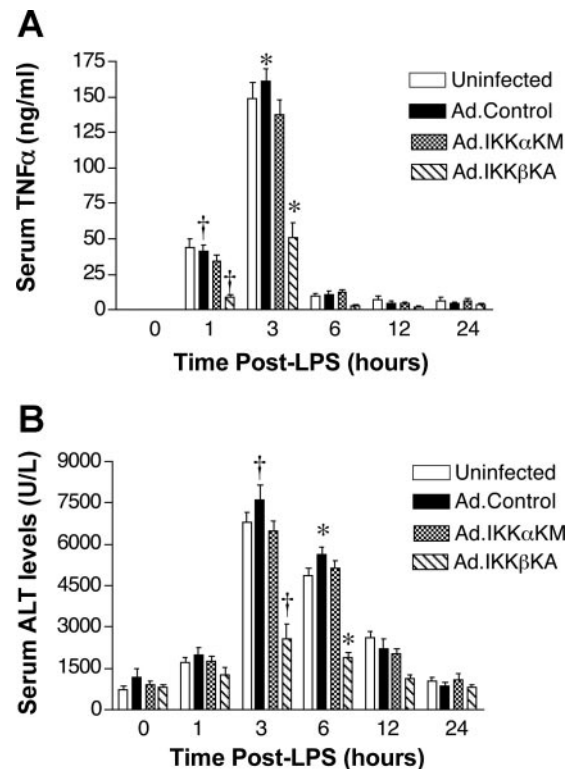 A
Serum TNFα (ng/ml)
175
150
125
100
75
50
25
0
†
†
*
*
Uninfected
Ad.Control
Ad.IKKαKM
Ad.IKKβKA
0 1 3 6 12 24
Time Post-LPS (hours)
B
Serum ALT levels (U/L)
9000
7500
6000
4500
3000
1500
0
†
†
*
*
Uninfected
Ad.Control
Ad.IKKαKM
Ad.IKKβKA
0 1 3 6 12 24
Time Post-LPS (hours)